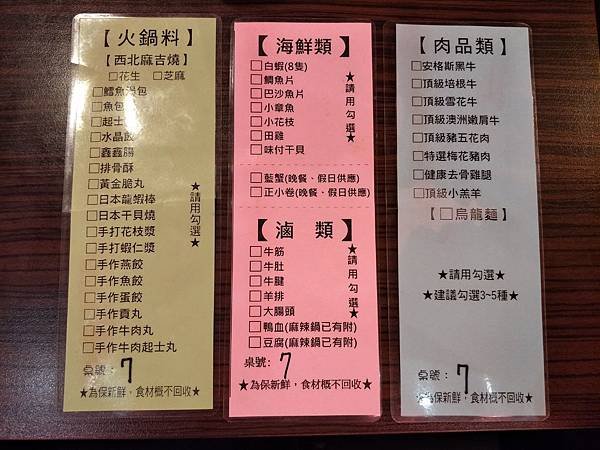 【火鍋料】
【西北麻吉燒】
□花生 □芝麻
□鱈魚湯包
□魚包
□起士
□水晶餃
□鑫鑫腸
□排骨酥
□黃金脆丸
□日本龍蝦棒
□日本干貝燒
□手打花枝漿
□手打蝦仁漿
□手作燕餃
□手作魚餃
□手作蛋餃
□手作貢丸
□手作牛肉丸
□手作牛肉起士丸
★請用勾選★
桌號:7
★為保新鮮,食材概不回收★
【海鮮類】
□白蝦(8隻)
□鯛魚片
□巴沙魚片
□小章魚
□小花枝
□田雞
□味付干貝
★請用勾選★
□藍蟹(晚餐、假日供應)
□正小卷(晚餐、假日供應)
【滷 類】
□牛筋
□牛肚
□牛腱
□羊排
□大腸頭
□鴨血(麻辣鍋已有附)
□豆腐(麻辣鍋已有附)
★請用勾選★
桌號:7
★為保新鮮,食材概不回收★
【肉品類】
□安格斯黑牛
□頂級培根牛
□頂級雪花牛
□頂級澳洲嫩肩牛
□頂級豬五花肉
□特選梅花豬肉
□健康去骨雞腿
□頂級小羔羊
【□烏龍麵】
★請用勾選★
★建議勾選3~5種★
桌號:7
★為保新鮮,食材概不回收★